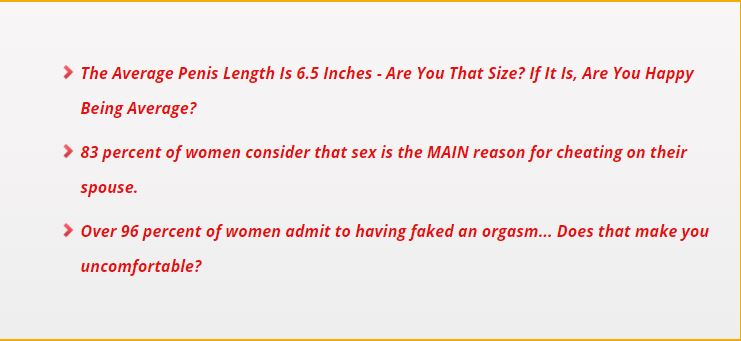 The Average Penis Length Is 6.5 Inches - Are You That Size? If It Is, Are You Happy
Being Average?
83 percent of women consider that sex is the MAIN reason for cheating on their
spouse.
Over 96 percent of women admit to having faked an orgasm... Does that make you
uncomfortable?